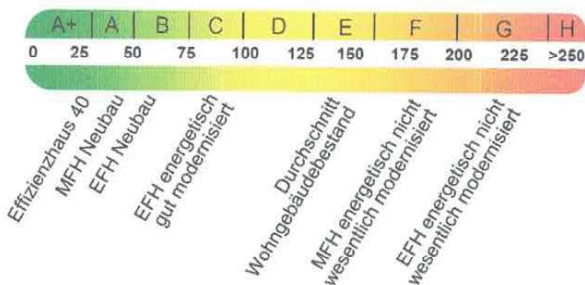 A+ A B C D E F G H
0 25 50 75 100 125 150 175 200 225 >250
Effizienzhaus 40
MFH Neubau
EFH Neubau
EFH energetisch
gut modernisiert
Durchschnitt
Wohngebäudebestand
MFH energetisch nicht
wesentlich modernisiert
EFH energetisch nicht
wesentlich modernisiert